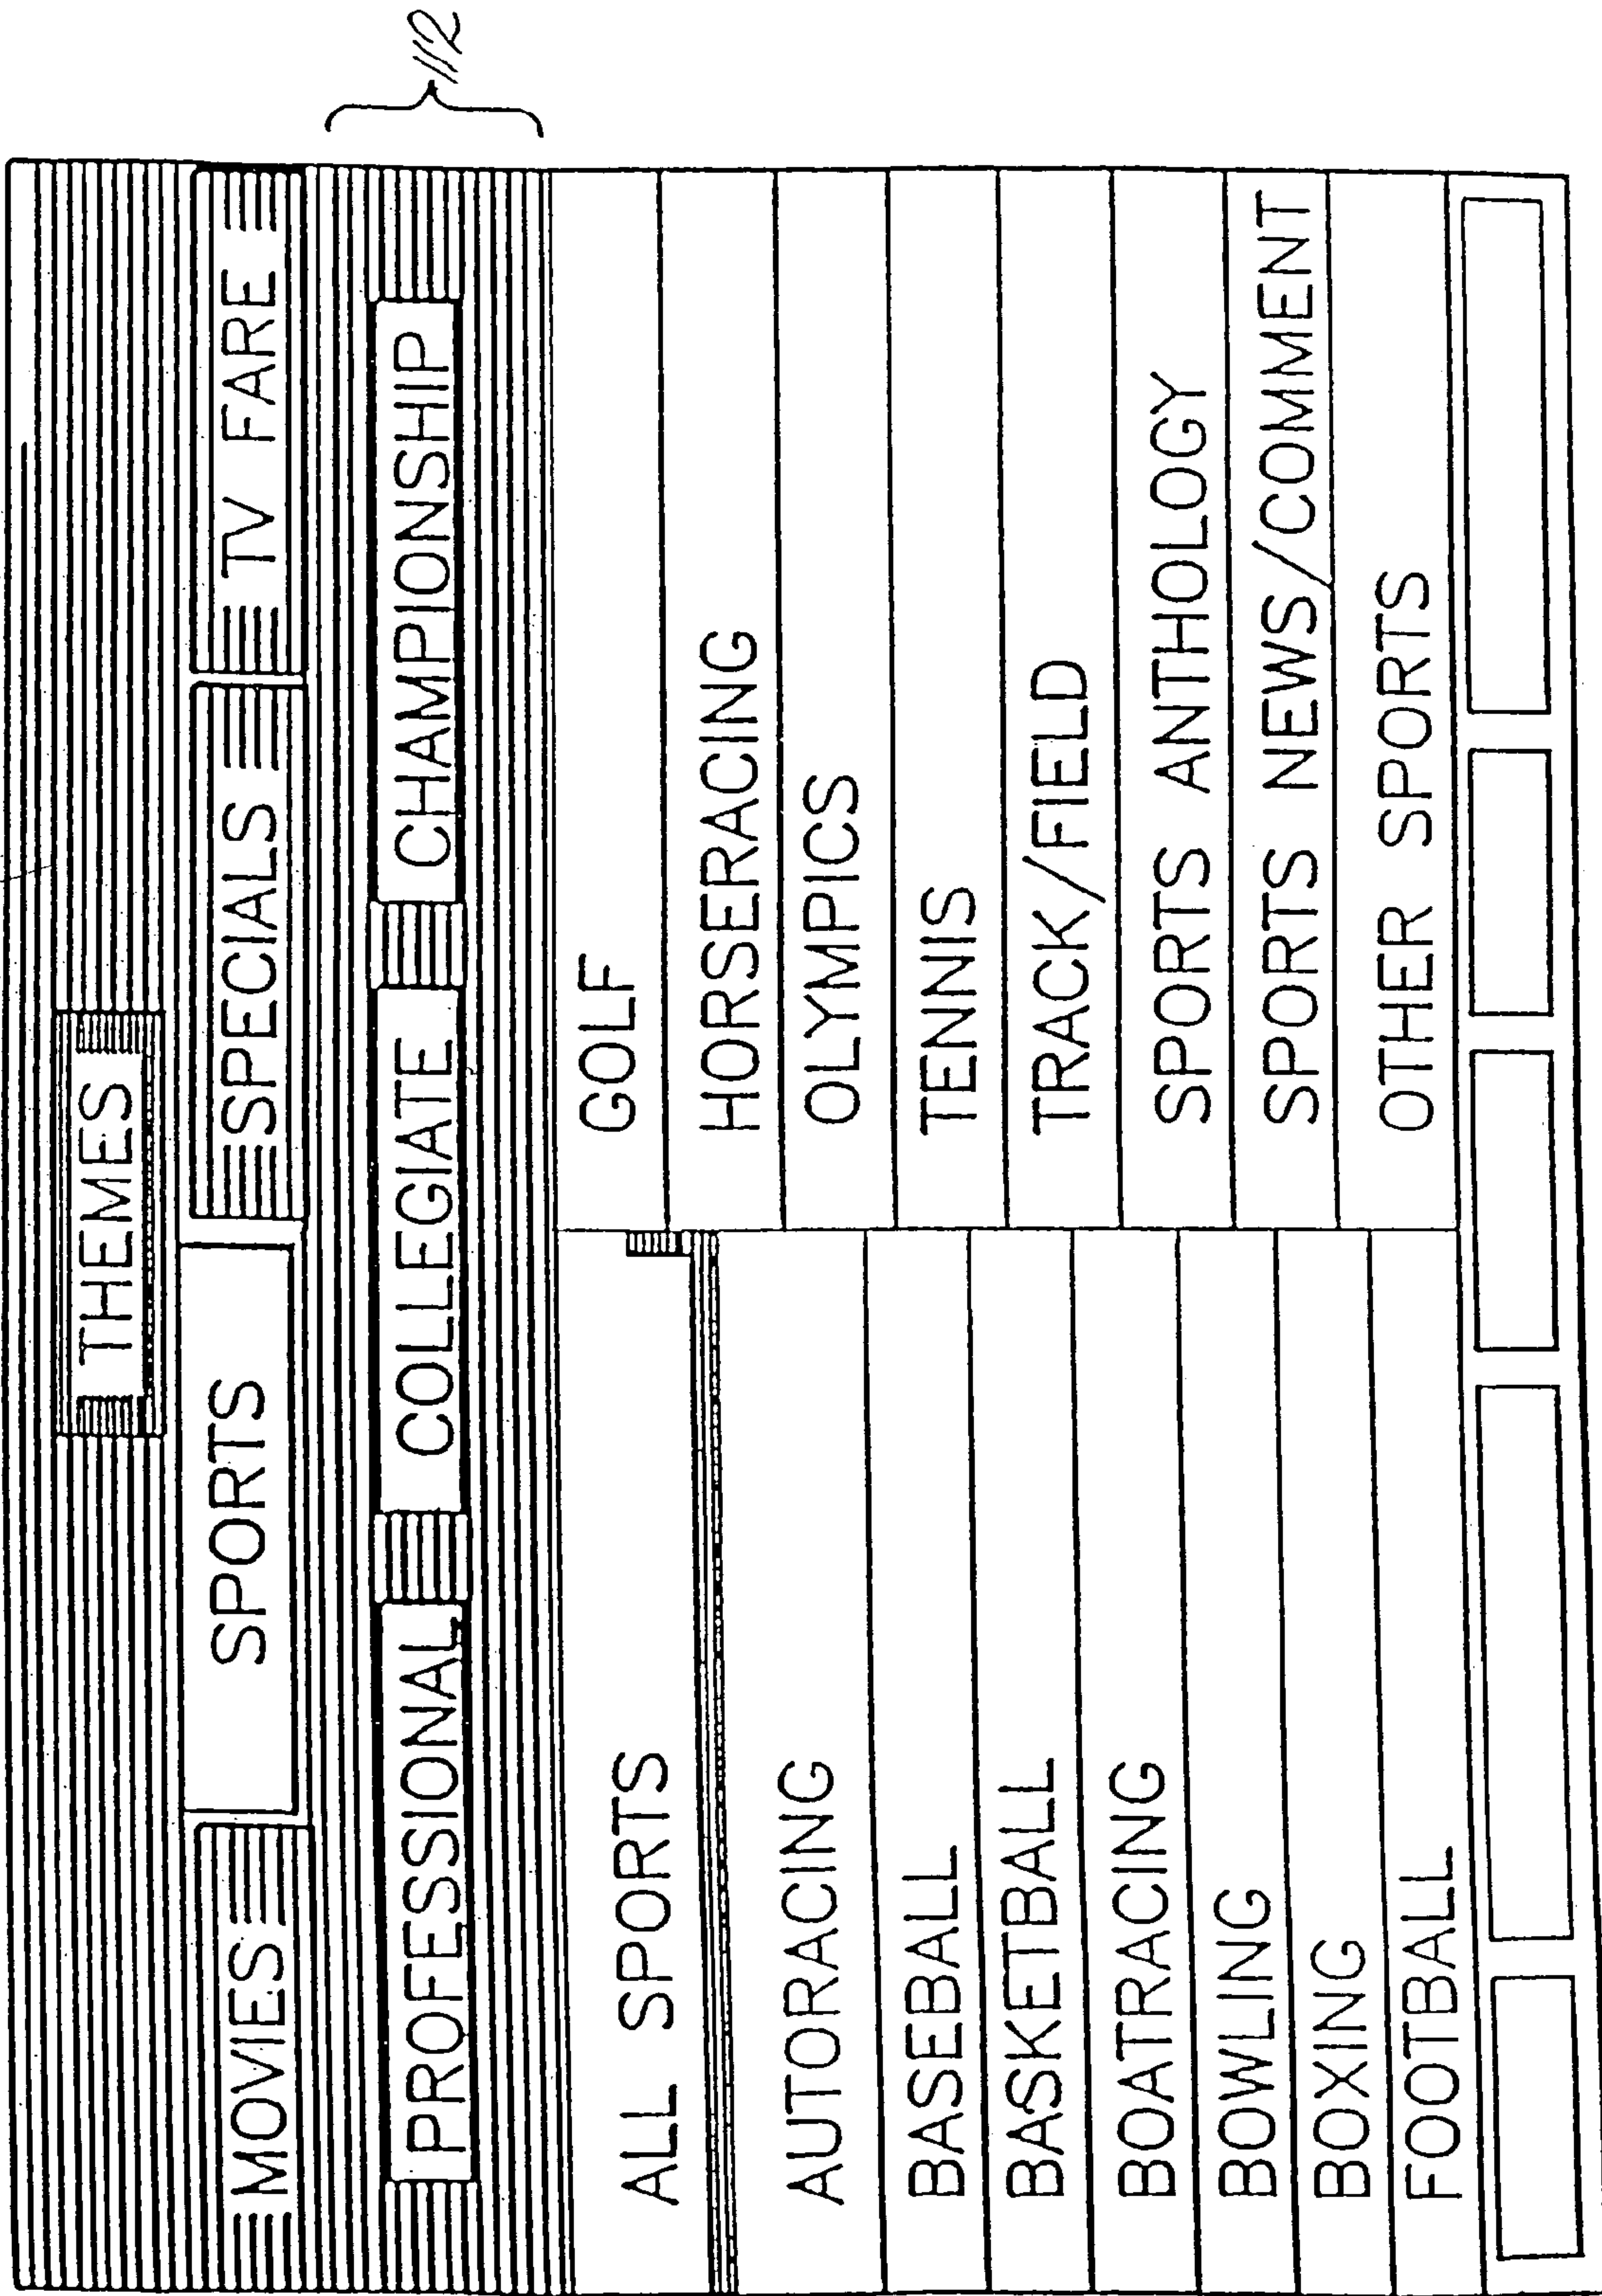 THEMES
MOVIES SPORTS SPECIALS TV FARE
PROFESSIONAL COLLEGIATE CHAMPIONSHIP
112
ALL SPORTS
AUTORACING
BASEBALL
BASKETBALL
BOATRACING
BOWLING
BOXING
FOOTBALL
GOLF
HORSERACING
OLYMPICS
TENNIS
TRACK/FIELD
SPORTS ANTHOLOGY
SPORTS NEWS/COMMENT
OTHER SPORTS